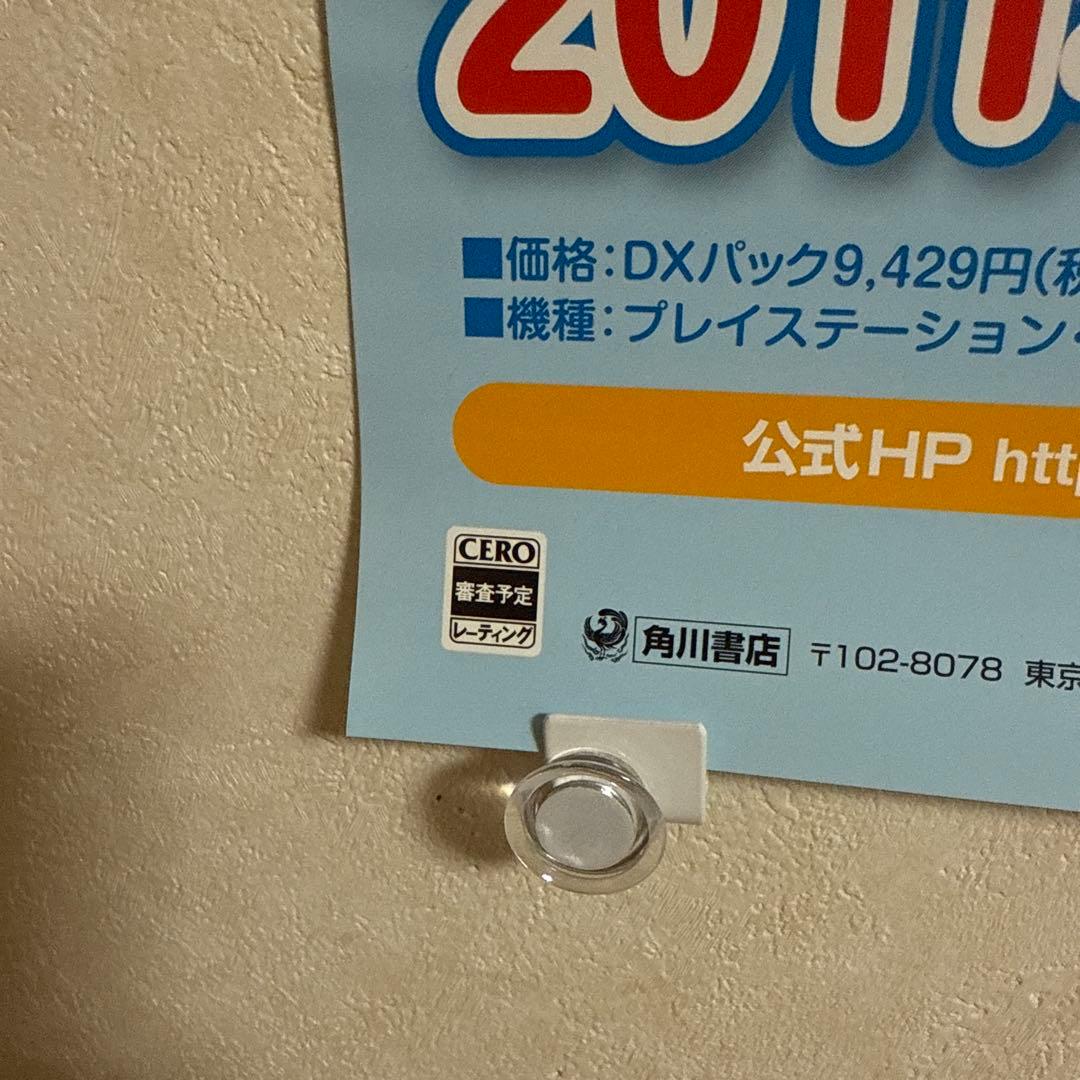 2011
■価格：DXパック9,429円(税
■機種：プレイステーション・
公式HP http
CERO
審査予定
レーティング
角川書店 〒102-8078 東京